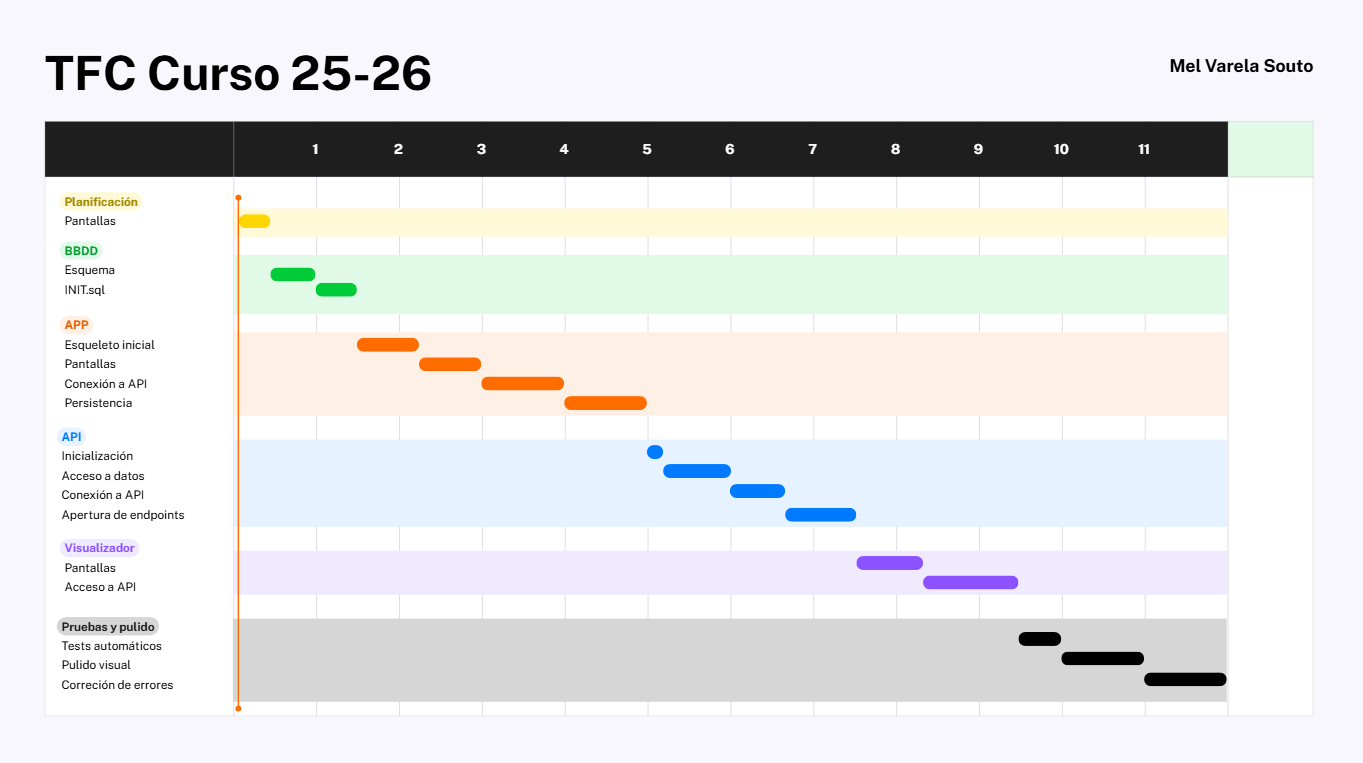 TFC Curso 25-26
Mel Varela Souto
1 2 3 4 5 6 7 8 9 10 11
Planificación
Pantallas
BBDD
Esquema
INIT.sql
APP
Esqueleto inicial
Pantallas
Conexión a API
Persistencia
API
Inicialización
Acceso a datos
Conexión a API
Apertura de endpoints
Visualizador
Pantallas
Acceso a API
Pruebas y pulido
Tests automáticos
Pulido visual
Correción de errores